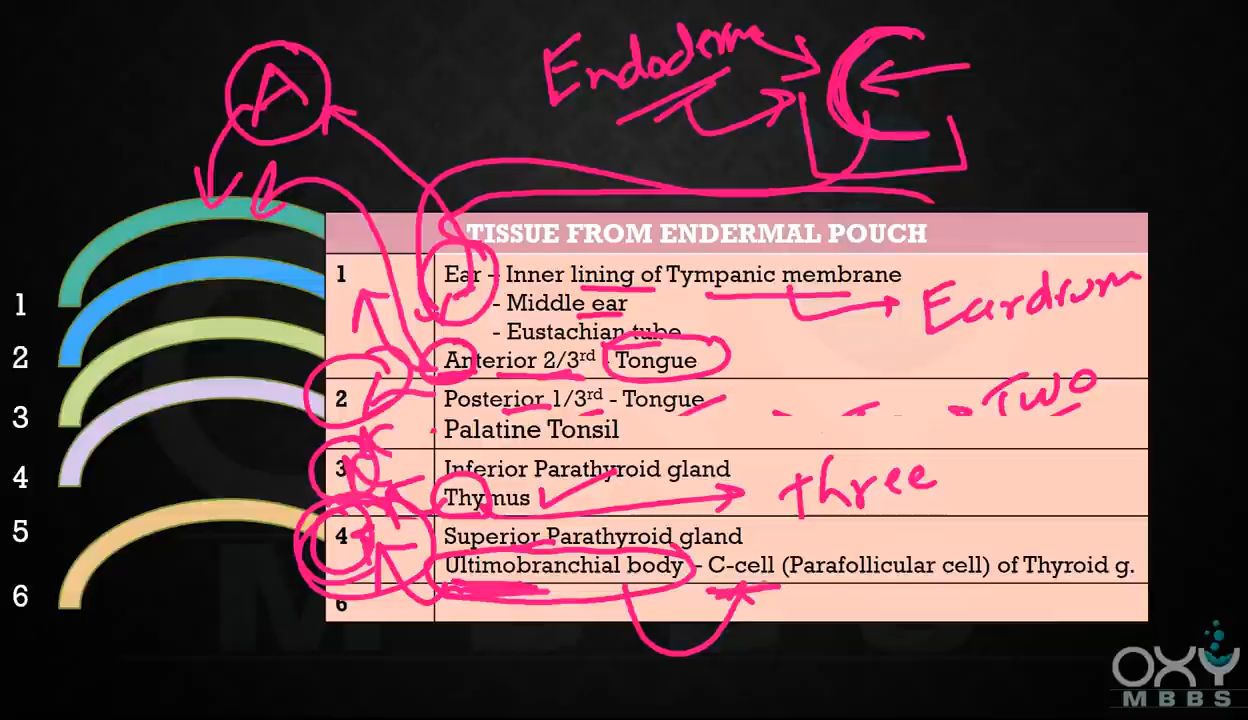 Endoderm
A
TISSUE FROM ENDERMAL POUCH
1 Ear - Inner lining of Tympanic membrane
- Middle ear
- Eustachian tube
Eardrum
Anterior 2/3rd - Tongue
2 Posterior 1/3rd - Tongue
TWO
Palatine Tonsil
3 Inferior Parathyroid gland
Thymus
three
4 Superior Parathyroid gland
Ultimobranchial body - C-cell (Parafollicular cell) of Thyroid g.
6
1
2
3
4
5
6
OXY
MBBS